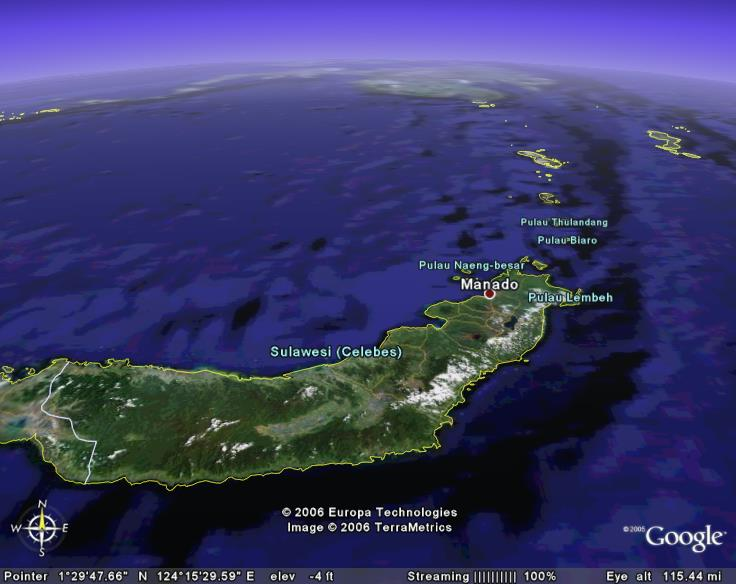 Pulau Thulandang
Pulau Biaro
Pulau Naeng-besar
Manado
Pulau Lembeh
Sulawesi (Celebes)
© 2006 Europa Technologies
Image © 2006 TerraMetrics
N
W E
S
© 2005 Google™
Pointer 1°29'47.66" N 124°15'29.59" E elev -4 ft Streaming |||||||||| 100% Eye alt 115.44 mi